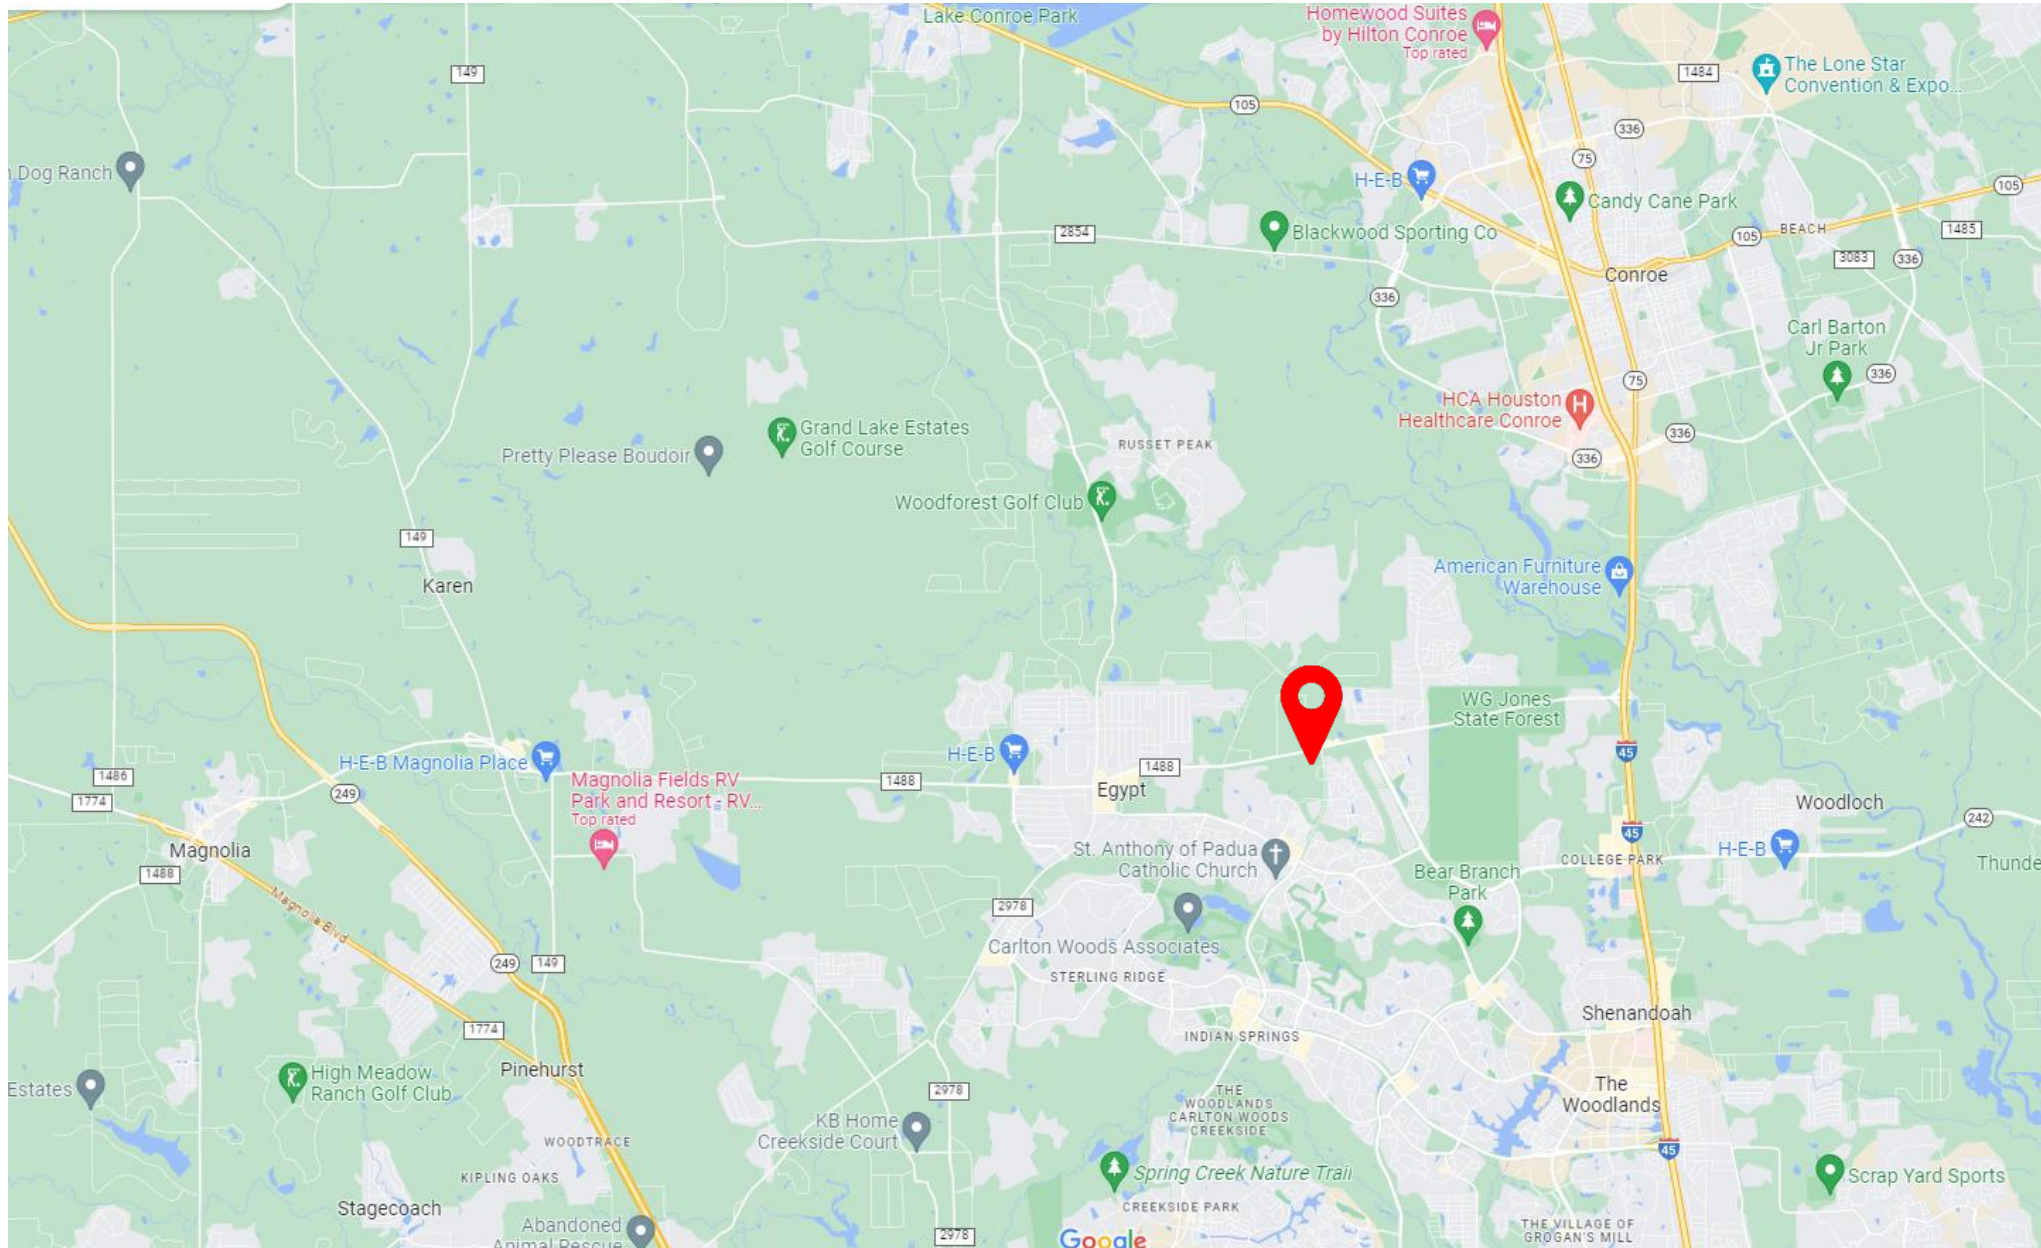 Lake Conroe Park
Homewood Suites
by Hilton Conroe
Top rated
149
1484
The Lone Star
Convention & Expo...
105
336
75
Dog Ranch
H-E-B
105
Candy Cane Park
2854
Blackwood Sporting Co
105
BEACH
1485
3083
336
Conroe
336
Carl Barton
Jr Park
336
75
HCA Houston
Healthcare Conroe
Grand Lake Estates
Golf Course
336
RUSSET PEAK
Pretty Please Boudoir
336
Woodforest Golf Club
149
American Furniture
Warehouse
Karen
WG Jones
State Forest
H-E-B Magnolia Place
H-E-B
45
1486
1488
1488
Magnolia Fields RV
Park and Resort - RV...
Top rated
249
1774
Egypt
Woodloch
242
45
Magnolia
St. Anthony of Padua
Catholic Church
COLLEGE PARK
H-E-B
Thunde
1488
Bear Branch
Park
Magnolia Blvd
2978
Carlton Woods Associates
249
149
STERLING RIDGE
Shenandoah
1774
INDIAN SPRINGS
Pinehurst
High Meadow
Ranch Golf Club
Estates
2978
THE
WOODLANDS
CARLTON WOODS
CREEKSIDE
The
Woodlands
KB Home
Creekside Court
WOODTRACE
45
KIPLING OAKS
Spring Creek Nature Trail
Scrap Yard Sports
Stagecoach
CREEKSIDE PARK
Abandoned
Animal Rescue
2978
Google
THE VILLAGE OF
GROGAN'S MILL